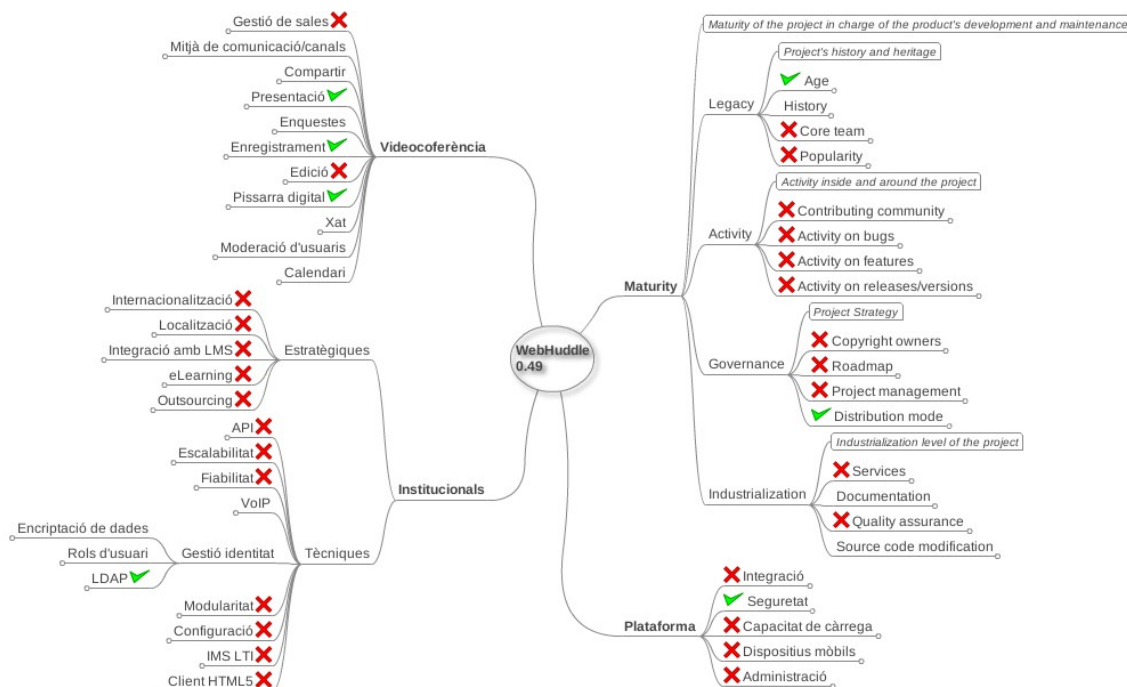 Gestió de sales
Mitjà de comunicació/canals
Compartir
Presentació
Enquestes
Enregistrament
Edició
Pissarra digital
Xat
Moderació d'usuaris
Calendari
Videocoferència
Internacionalització
Localització
Integració amb LMS
eLearning
Outsourcing
Estratègiques
API
Escalabilitat
Fiabilitat
VoIP
Encriptació de dades
Rols d'usuari
LDAP
Gestió identitat
Modularitat
Configuració
IMS LTI
Client HTML5
Tècniques
Institucionals
WebHuddle
0.49
Maturity
Maturity of the project in charge of the product's development and maintenance
Legacy
Project's history and heritage
Age
History
Core team
Popularity
Activity
Activity inside and around the project
Contributing community
Activity on bugs
Activity on features
Activity on releases/versions
Governance
Project Strategy
Copyright owners
Roadmap
Project management
Distribution mode
Industrialization
Industrialization level of the project
Services
Documentation
Quality assurance
Source code modification
Plataforma
Integració
Seguretat
Capacitat de càrrega
Dispositius mòbils
Administració